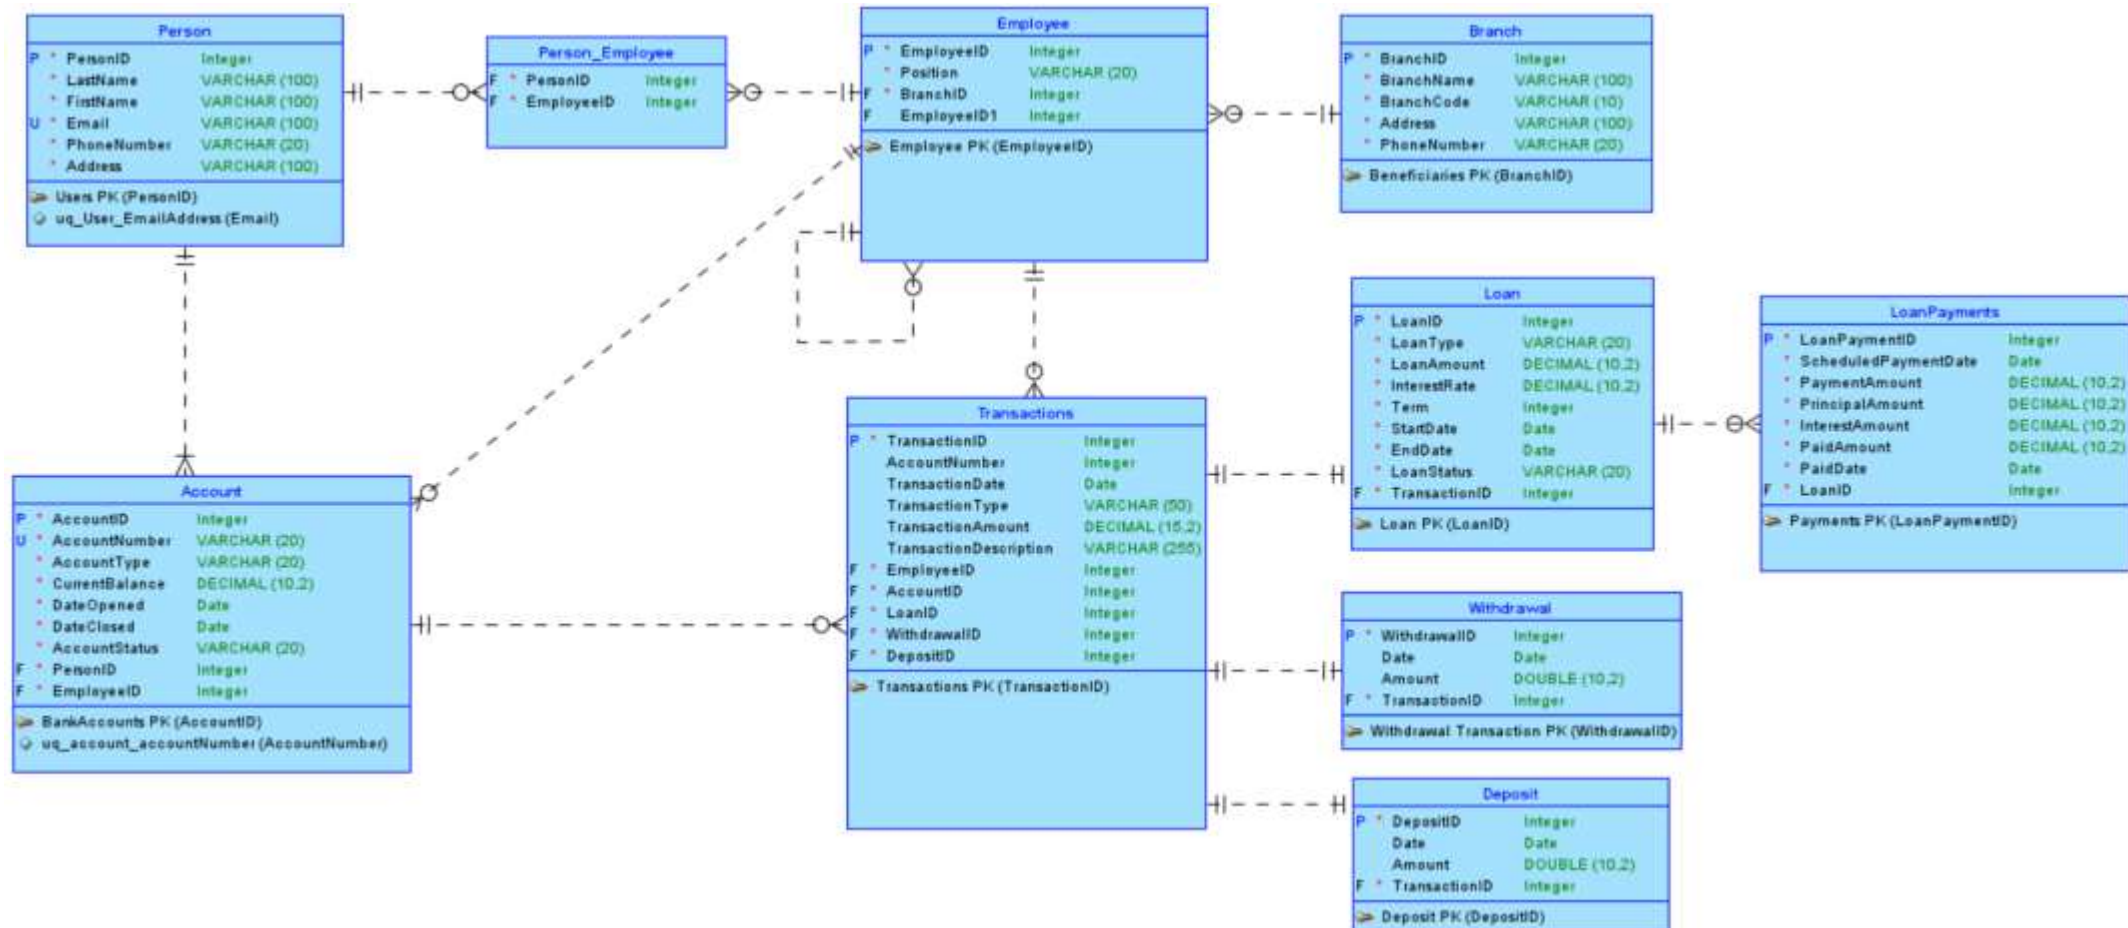 Person
P * PersonID Integer
* LastName VARCHAR (100)
* FirstName VARCHAR (100)
U * Email VARCHAR (100)
* PhoneNumber VARCHAR (20)
* Address VARCHAR (100)
Users PK (PersonID)
uq_User_EmailAddress (Email)
Person_Employee
F * PersonID Integer
F * EmployeeID Integer
Employee
P * EmployeeID Integer
* Position VARCHAR (20)
F * BranchID Integer
F EmployeeID1 Integer
Employee PK (EmployeeID)
Branch
P * BranchID Integer
* BranchName VARCHAR (100)
* BranchCode VARCHAR (10)
* Address VARCHAR (100)
* PhoneNumber VARCHAR (20)
Beneficiaries PK (BranchID)
Account
P * AccountID Integer
U * AccountNumber VARCHAR (20)
* AccountType VARCHAR (20)
* CurrentBalance DECIMAL (10,2)
* DateOpened Date
* DateClosed Date
* AccountStatus VARCHAR (20)
F * PersonID Integer
F * EmployeeID Integer
BankAccounts PK (AccountID)
uq_account_accountNumber (AccountNumber)
Transactions
P * TransactionID Integer
AccountNumber Integer
TransactionDate Date
TransactionType VARCHAR (50)
TransactionAmount DECIMAL (15,2)
TransactionDescription VARCHAR (255)
F * EmployeeID Integer
F * AccountID Integer
F * LoanID Integer
F * WithdrawalID Integer
F * DepositID Integer
Transactions PK (TransactionID)
Loan
P * LoanID Integer
* LoanType VARCHAR (20)
* LoanAmount DECIMAL (10,2)
* InterestRate DECIMAL (10,2)
* Term Integer
* StartDate Date
* EndDate Date
* LoanStatus VARCHAR (20)
F * TransactionID Integer
Loan PK (LoanID)
LoanPayments
P * LoanPaymentID Integer
* ScheduledPaymentDate Date
* PaymentAmount DECIMAL (10,2)
* PrincipalAmount DECIMAL (10,2)
* InterestAmount DECIMAL (10,2)
* PaidAmount DECIMAL (10,2)
* PaidDate Date
F * LoanID Integer
Payments PK (LoanPaymentID)
Withdrawal
P * WithdrawalID Integer
Date Date
Amount DOUBLE (10,2)
F * TransactionID Integer
Withdrawal Transaction PK (WithdrawalID)
Deposit
P * DepositID Integer
Date Date
Amount DOUBLE (10,2)
F * TransactionID Integer
Deposit PK (DepositID)